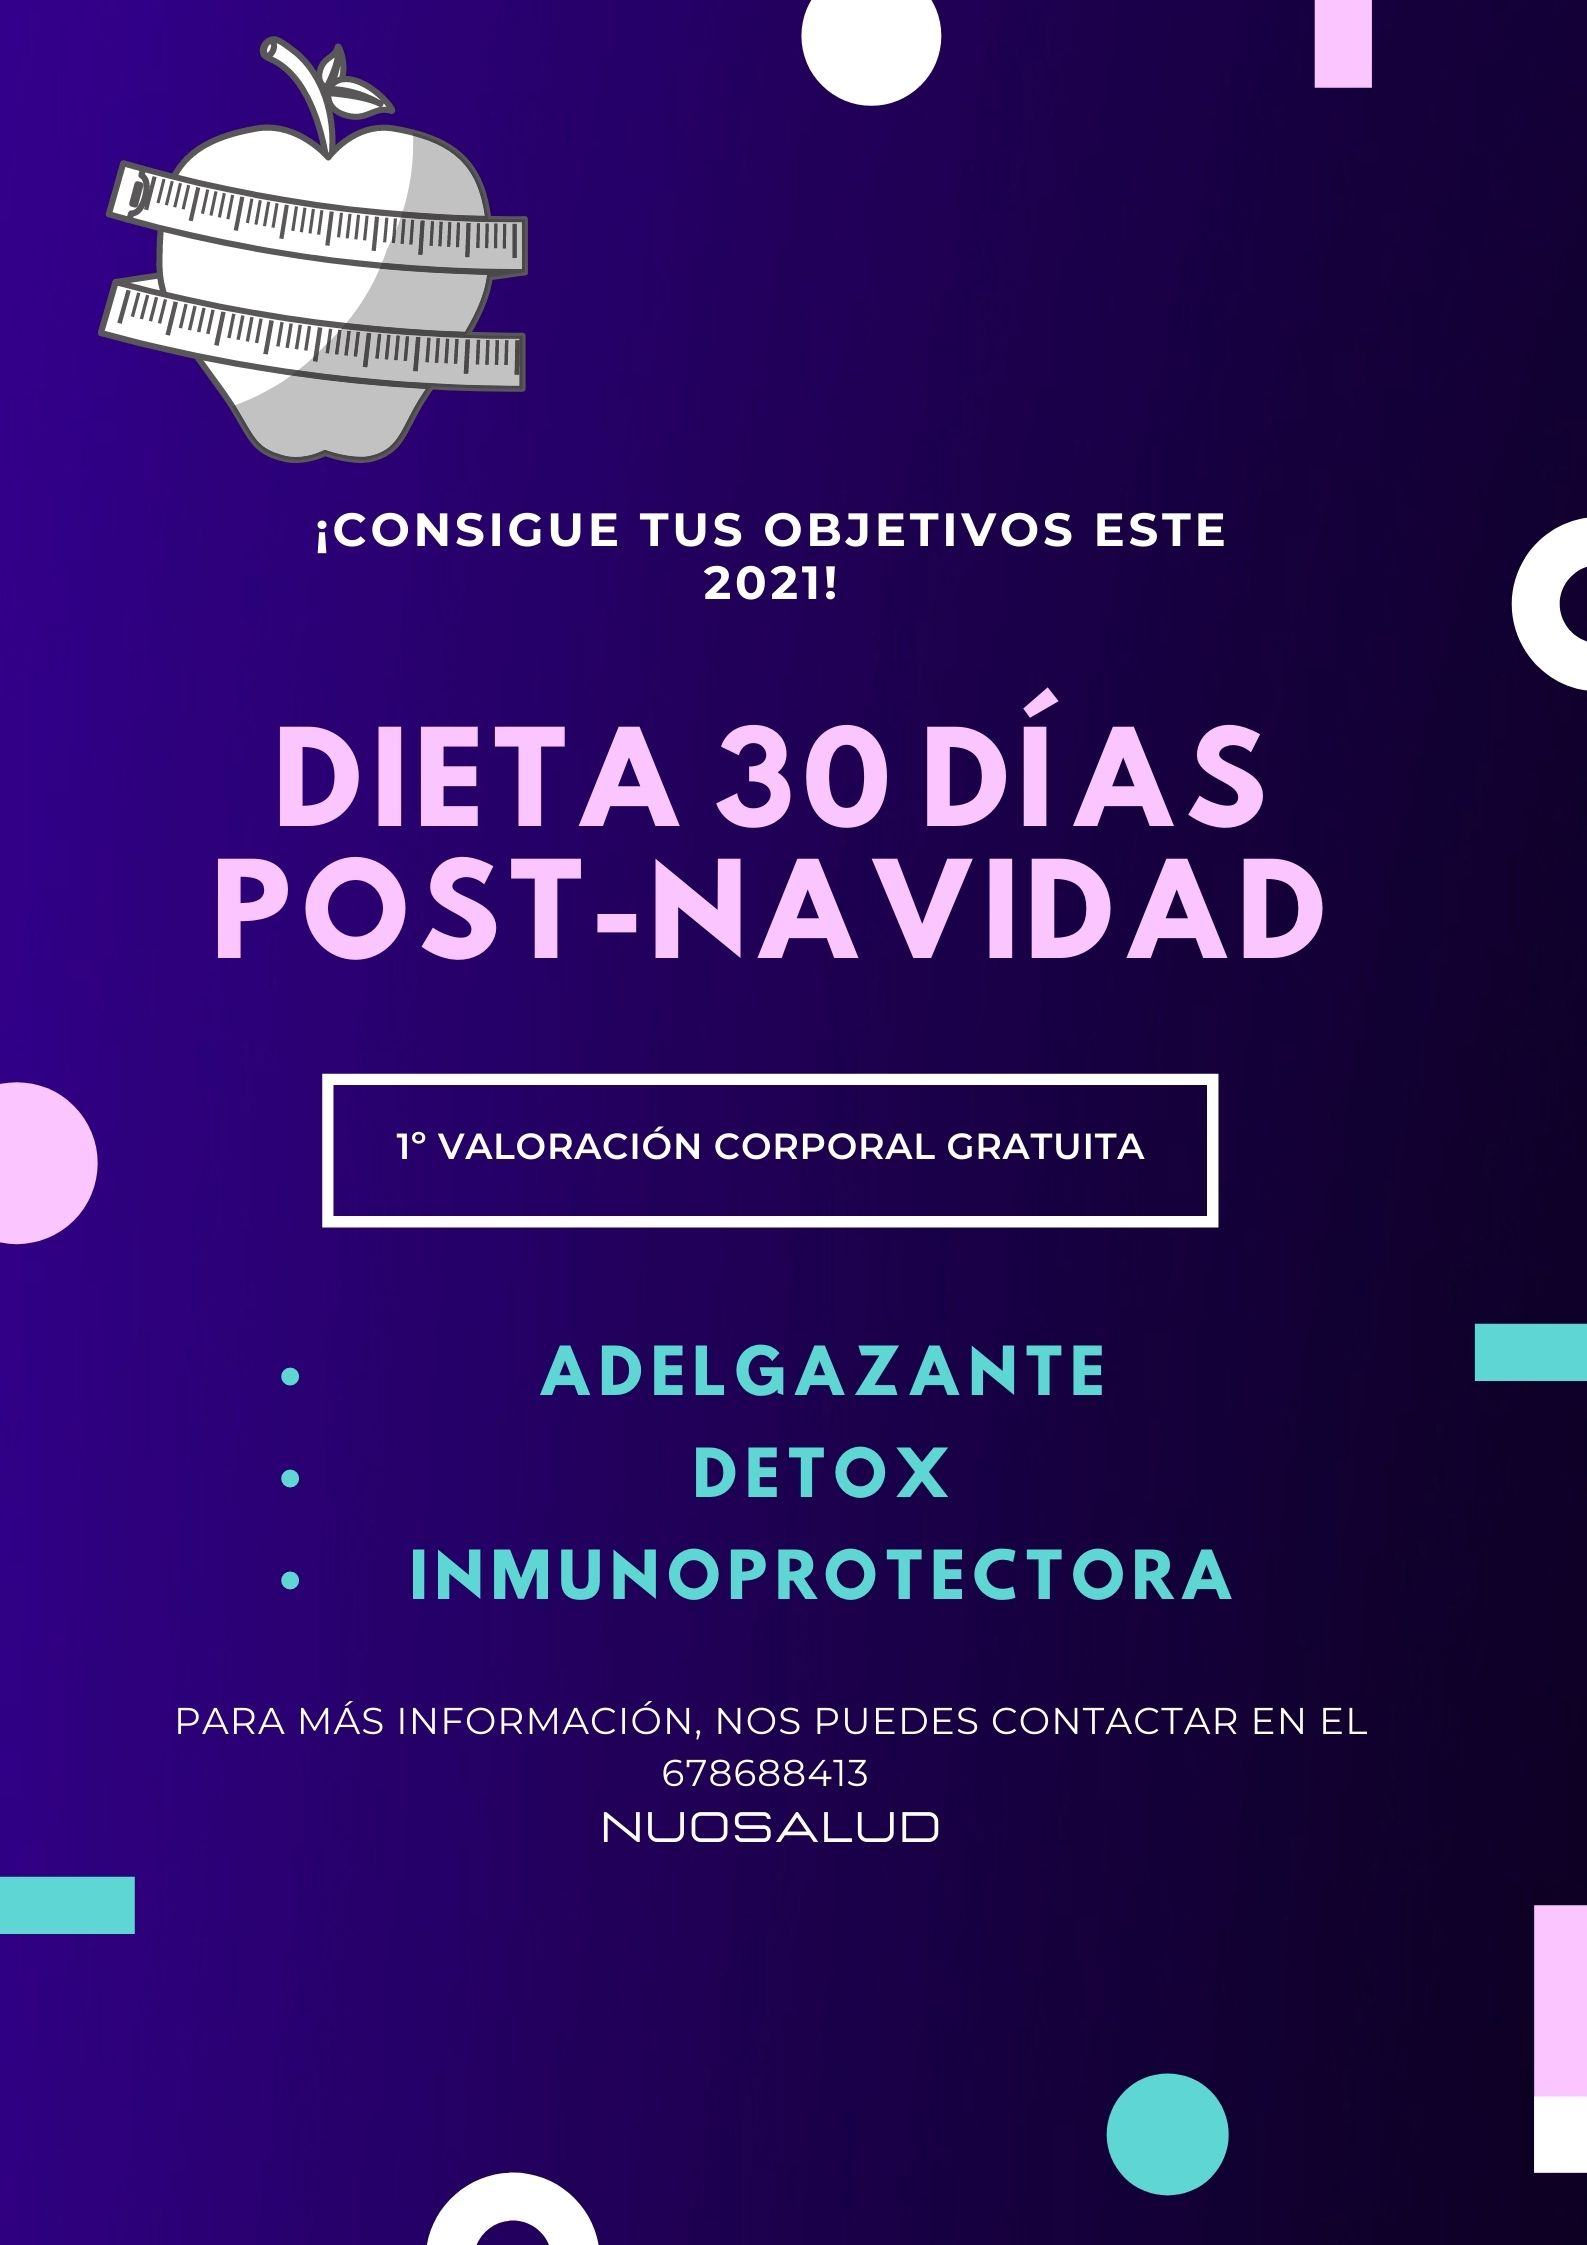 ¡CONSIGUE TUS OBJETIVOS ESTE
2021!
DIETA 30 DÍAS
POST-NAVIDAD
1º VALORACIÓN CORPORAL GRATUITA
• ADELGAZANTE
• DETOX
• INMUNOPROTECTORA
PARA MÁS INFORMACIÓN, NOS PUEDES CONTACTAR EN EL
678688413
NUOSALUD